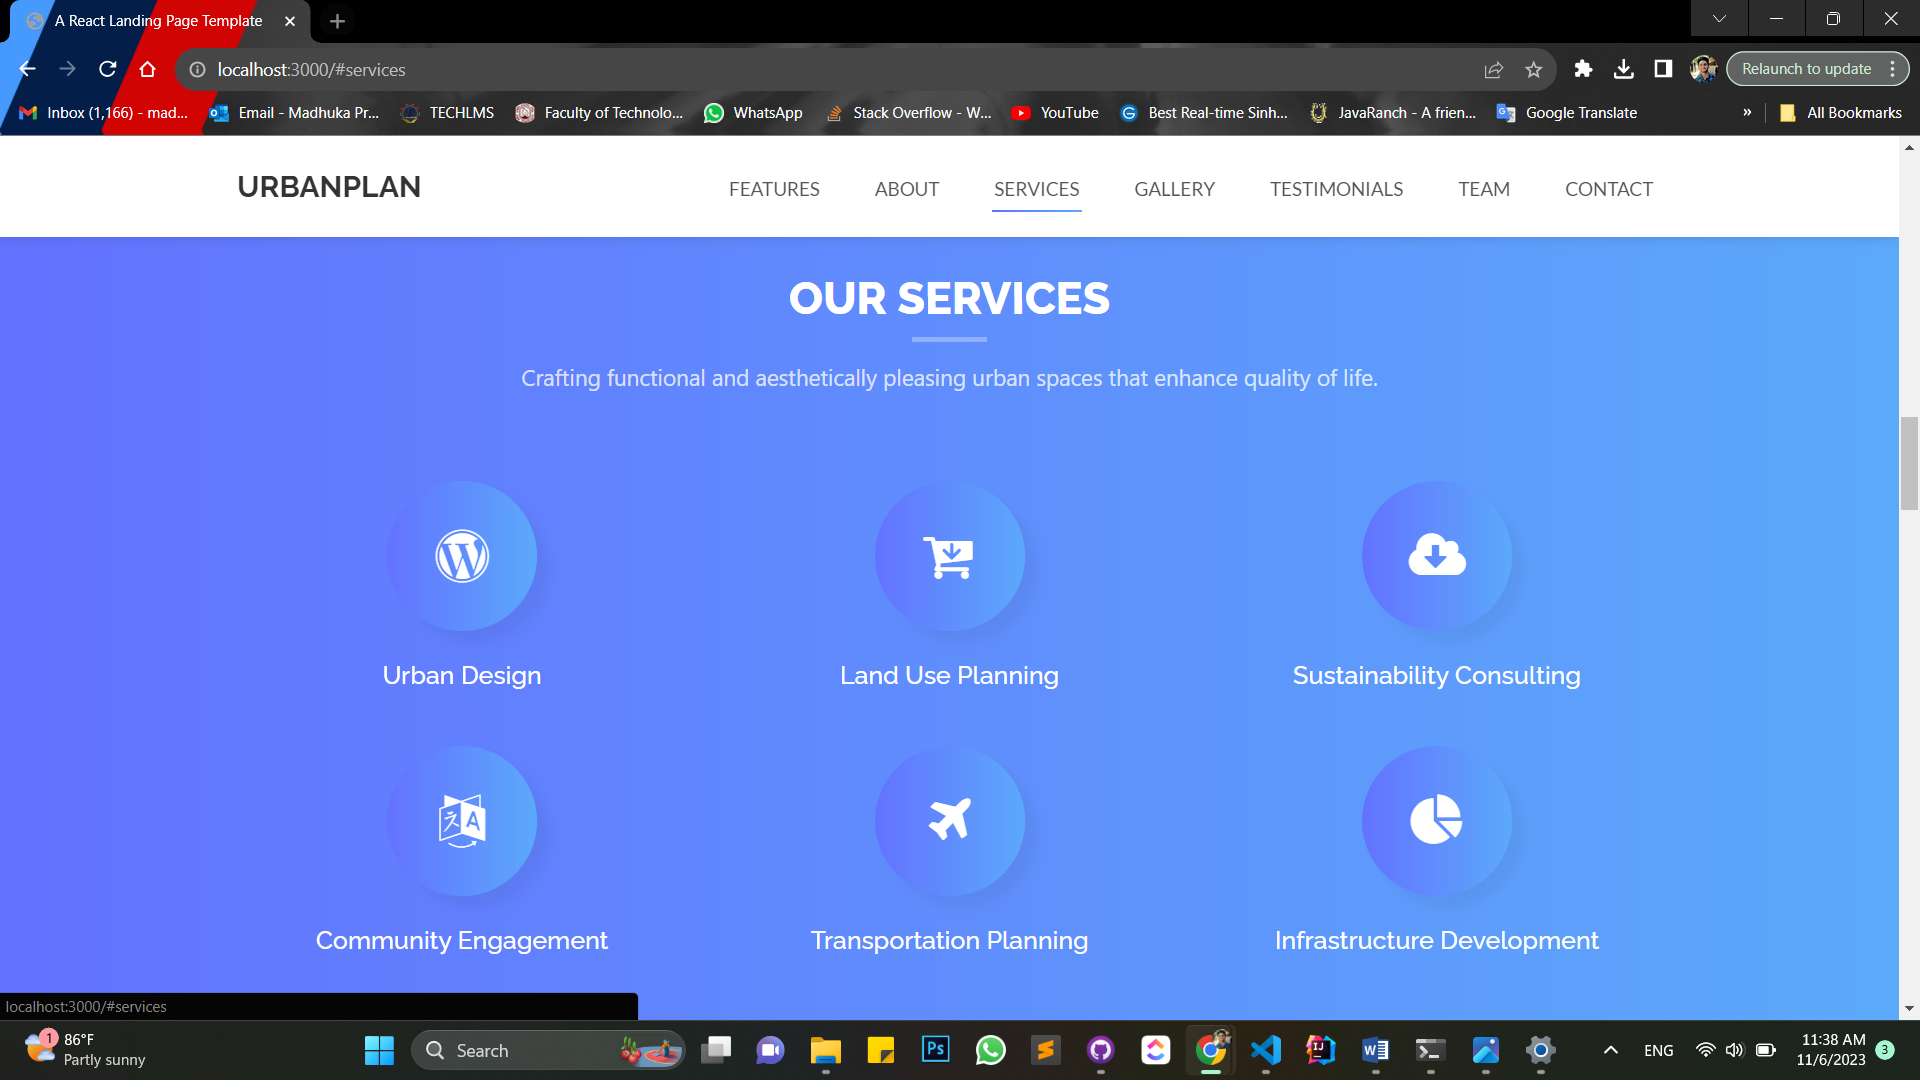 A React Landing Page Template
localhost:3000/#services
Relaunch to update
Inbox (1,166) - mad... Email - Madhuka Pr... TECHLMS Faculty of Technolo... WhatsApp Stack Overflow - W... YouTube Best Real-time Sinh... JavaRanch - A frien... Google Translate » All Bookmarks
URBANPLAN FEATURES ABOUT SERVICES GALLERY TESTIMONIALS TEAM CONTACT
OUR SERVICES
Crafting functional and aesthetically pleasing urban spaces that enhance quality of life.
Urban Design Land Use Planning Sustainability Consulting
Community Engagement Transportation Planning Infrastructure Development
localhost:3000/#services
1 86°F
Partly sunny
Search
Ps
ENG
11:38 AM
11/6/2023
3